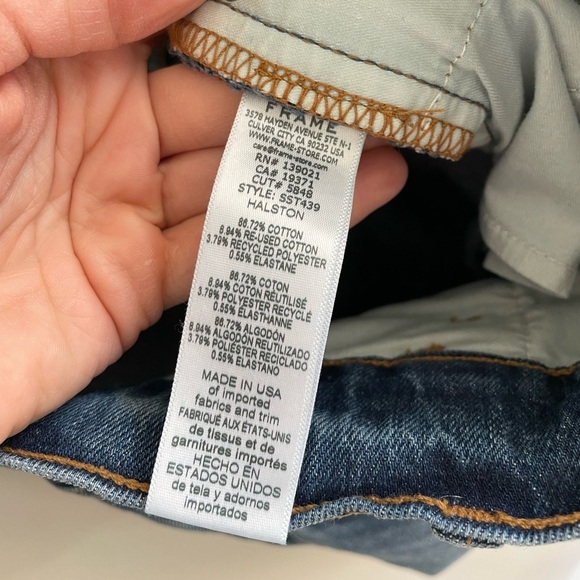 FRAME
3578 HAYDEN AVENUE STE N-1
CULVER CITY CA 90232 USA
WWW.FRAME-STORE.COM
care@frame-store.com
RN# 139021
CA# 19371
CUT# 5848
STYLE: SST439
HALSTON
86.72% COTTON
8.94% RE-USED COTTON
3.79% RECYCLED POLYESTER
0.55% ELASTANE
86.72% COTON
8.94% COTON REUTILISÉ
3.79% POLYESTER RECYCLÉ
0.55% ELASTHANNE
86.72% ALGODÓN
8.94% ALGODÓN REUTILIZADO
3.79% POLIÉSTER RECICLADO
0.55% ELASTANO
MADE IN USA
of imported
fabrics and trim
FABRIQUÉ AUX ÉTATS-UNIS
de tissus et de
garnitures importés
HECHO EN
ESTADOS UNIDOS
de tela y adornos
importados